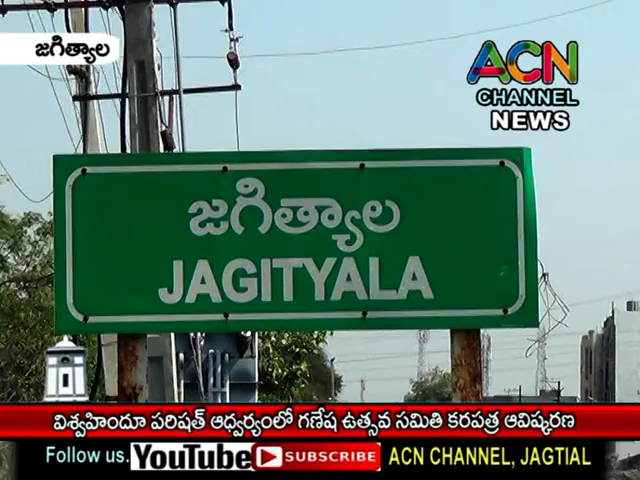 జగిత్యాల
ACN
CHANNEL
NEWS
జగిత్యాల
JAGITYALA
విశ్వహిందూ పరిషత్ ఆద్వర్యంలో గణేష ఉత్సవ సమితి కరపత్ర ఆవిష్కరణ
Follow us. YouTube SUBSCRIBE ACN CHANNEL, JAGTIAL